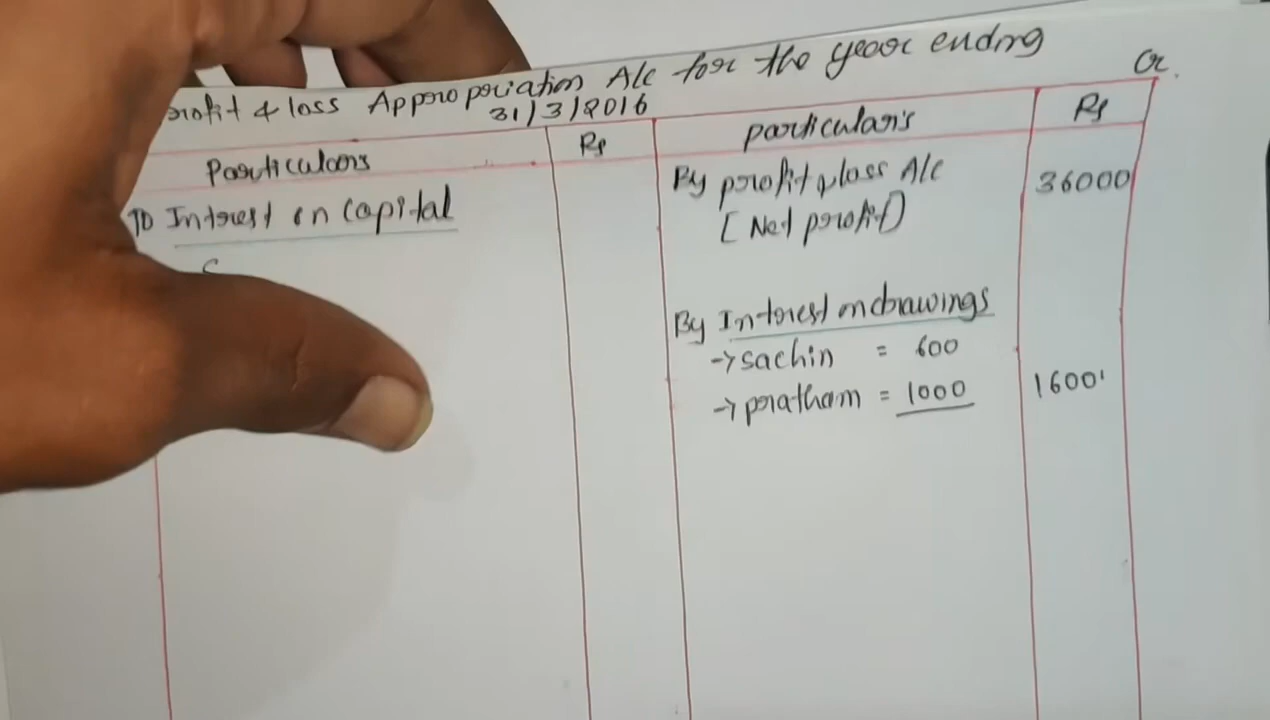 profit & loss Appropriation A/c for the year ending
31/3/2016
Cr.
Particulars Rs
To Interest on capital
particulars Rs
By profit & loss A/c 36000
[Net profit]
By Interest on drawings
→ sachin = 600
→ pratham = 1000 1600